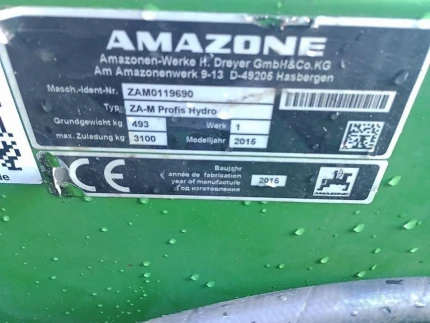 AMAZONE
Amazonen-Werke H. Dreyer GmbH&Co.KG
Am Amazonenwerk 9-13 D-49205 Hasbergen
Masch.-Ident-Nr. ZAM0119690
Typ ZA-M Profis Hydro
Grundgewicht kg 493 Werk 1
max. Zuladung kg 3100 Modelljahr 2015
CE
Baujahr
année de fabrication
year of manufacture
Год изготовления
2015
AMAZONE
de